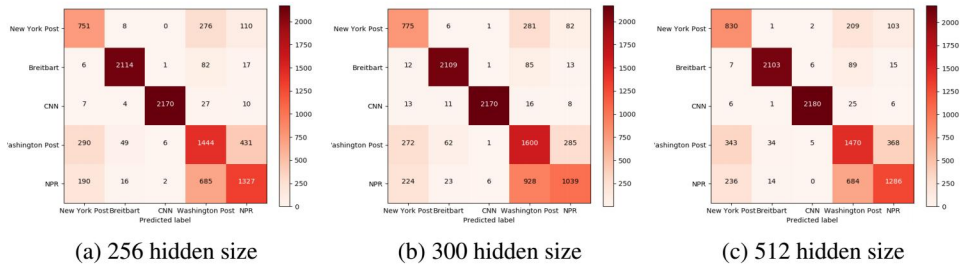 New York Post 751 8 0 276 110
Breitbart 6 2114 1 82 17
CNN 7 4 2170 27 10
Washington Post 290 49 6 1444 431
NPR 190 16 2 685 1327
New York Post Breitbart CNN Washington Post NPR
Predicted label
2000
1750
1500
1250
1000
750
500
250
0
(a) 256 hidden size
New York Post 775 6 1 281 82
Breitbart 12 2109 1 85 13
CNN 13 11 2170 16 8
Washington Post 272 62 1 1600 285
NPR 224 23 6 928 1039
New York Post Breitbart CNN Washington Post NPR
Predicted label
2000
1750
1500
1250
1000
750
500
250
(b) 300 hidden size
New York Post 830 1 2 209 103
Breitbart 7 2103 6 89 15
CNN 6 1 2180 25 6
Washington Post 343 34 5 1470 368
NPR 236 14 0 684 1286
New York Post Breitbart CNN Washington Post NPR
Predicted label
2000
1750
1500
1250
1000
750
500
250
0
(c) 512 hidden size